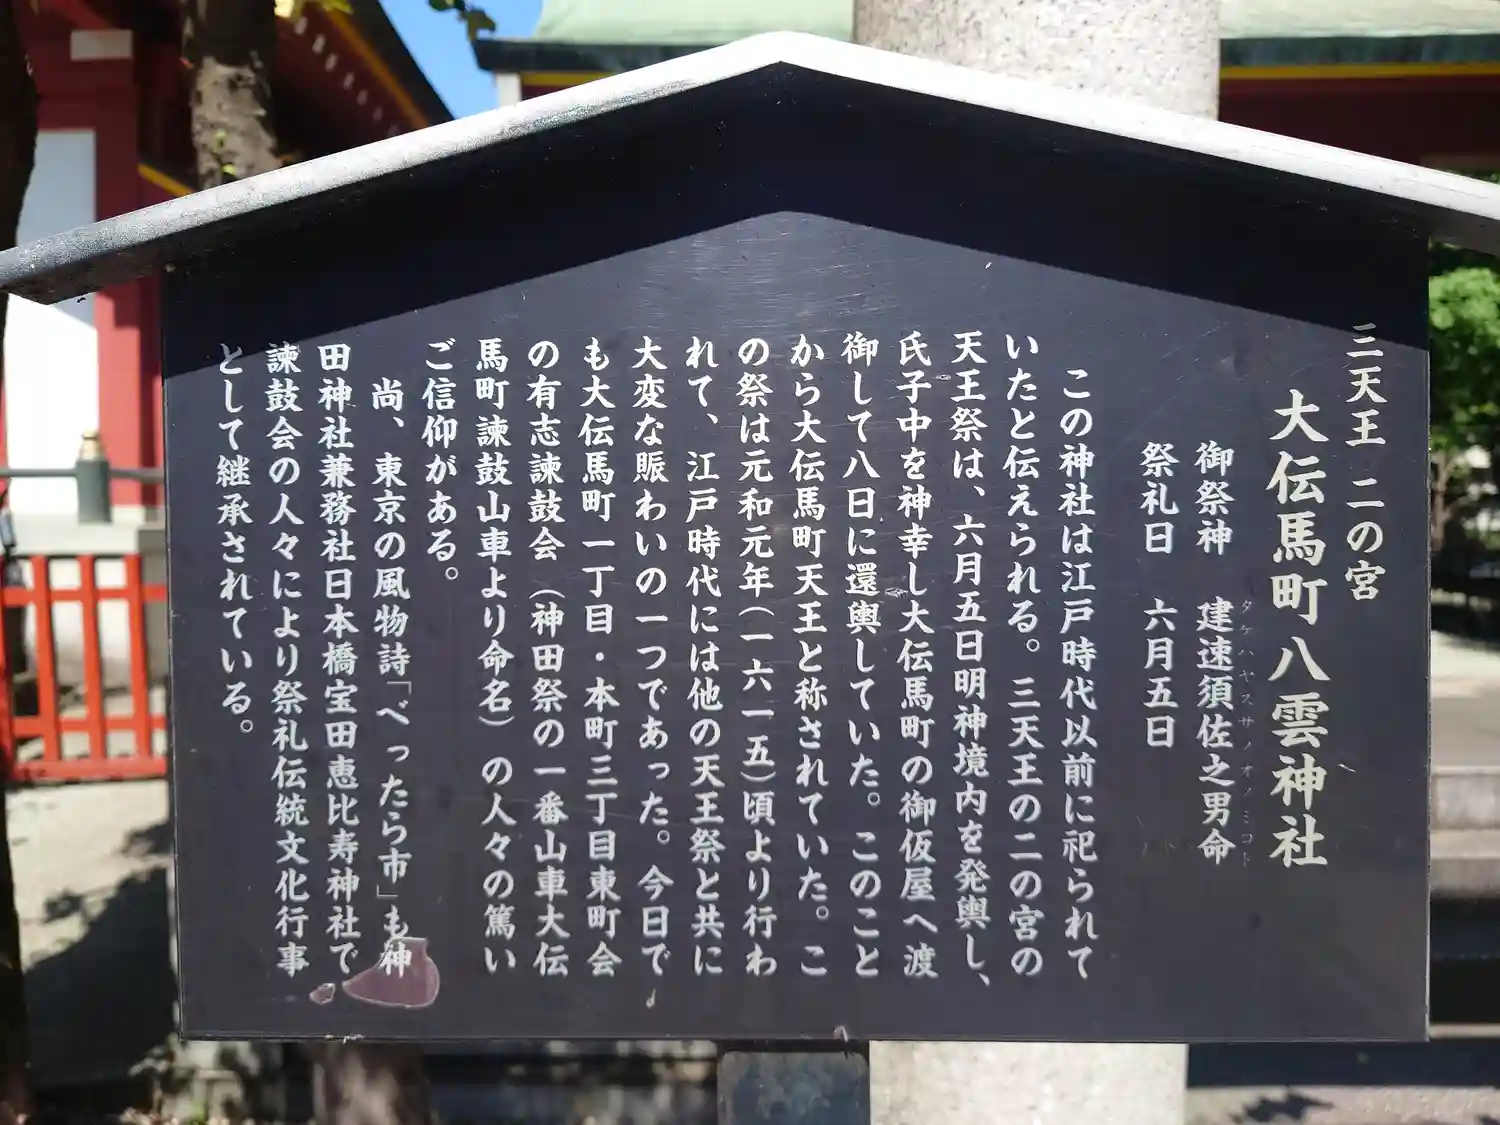 三天王 二の宮
大伝馬町八雲神社
御祭神 建速須佐之男命
タケハヤスサノオノミコト
祭礼日 六月五日
この神社は江戸時代以前に祀られて
いたと伝えられる。三天王の二の宮の
天王祭は、六月五日明神境内を発輿し、
氏子中を神幸し大伝馬町の御仮屋へ渡
御して八日に還輿していた。このこと
から大伝馬町天王と称されていた。こ
の祭は元和元年(一六一五)頃より行わ
れて、江戸時代には他の天王祭と共に
大変な賑わいの一つであった。今日で
も大伝馬町一丁目・本町三丁目東町会
の有志諫鼓会(神田祭の一番山車大伝
馬町諫鼓山車より命名)の人々の篤い
ご信仰がある。
尚、東京の風物詩「べったら市」も神
田神社兼務社日本橋宝田恵比寿神社で
諫鼓会の人々により祭礼伝統文化行事
として継承されている。